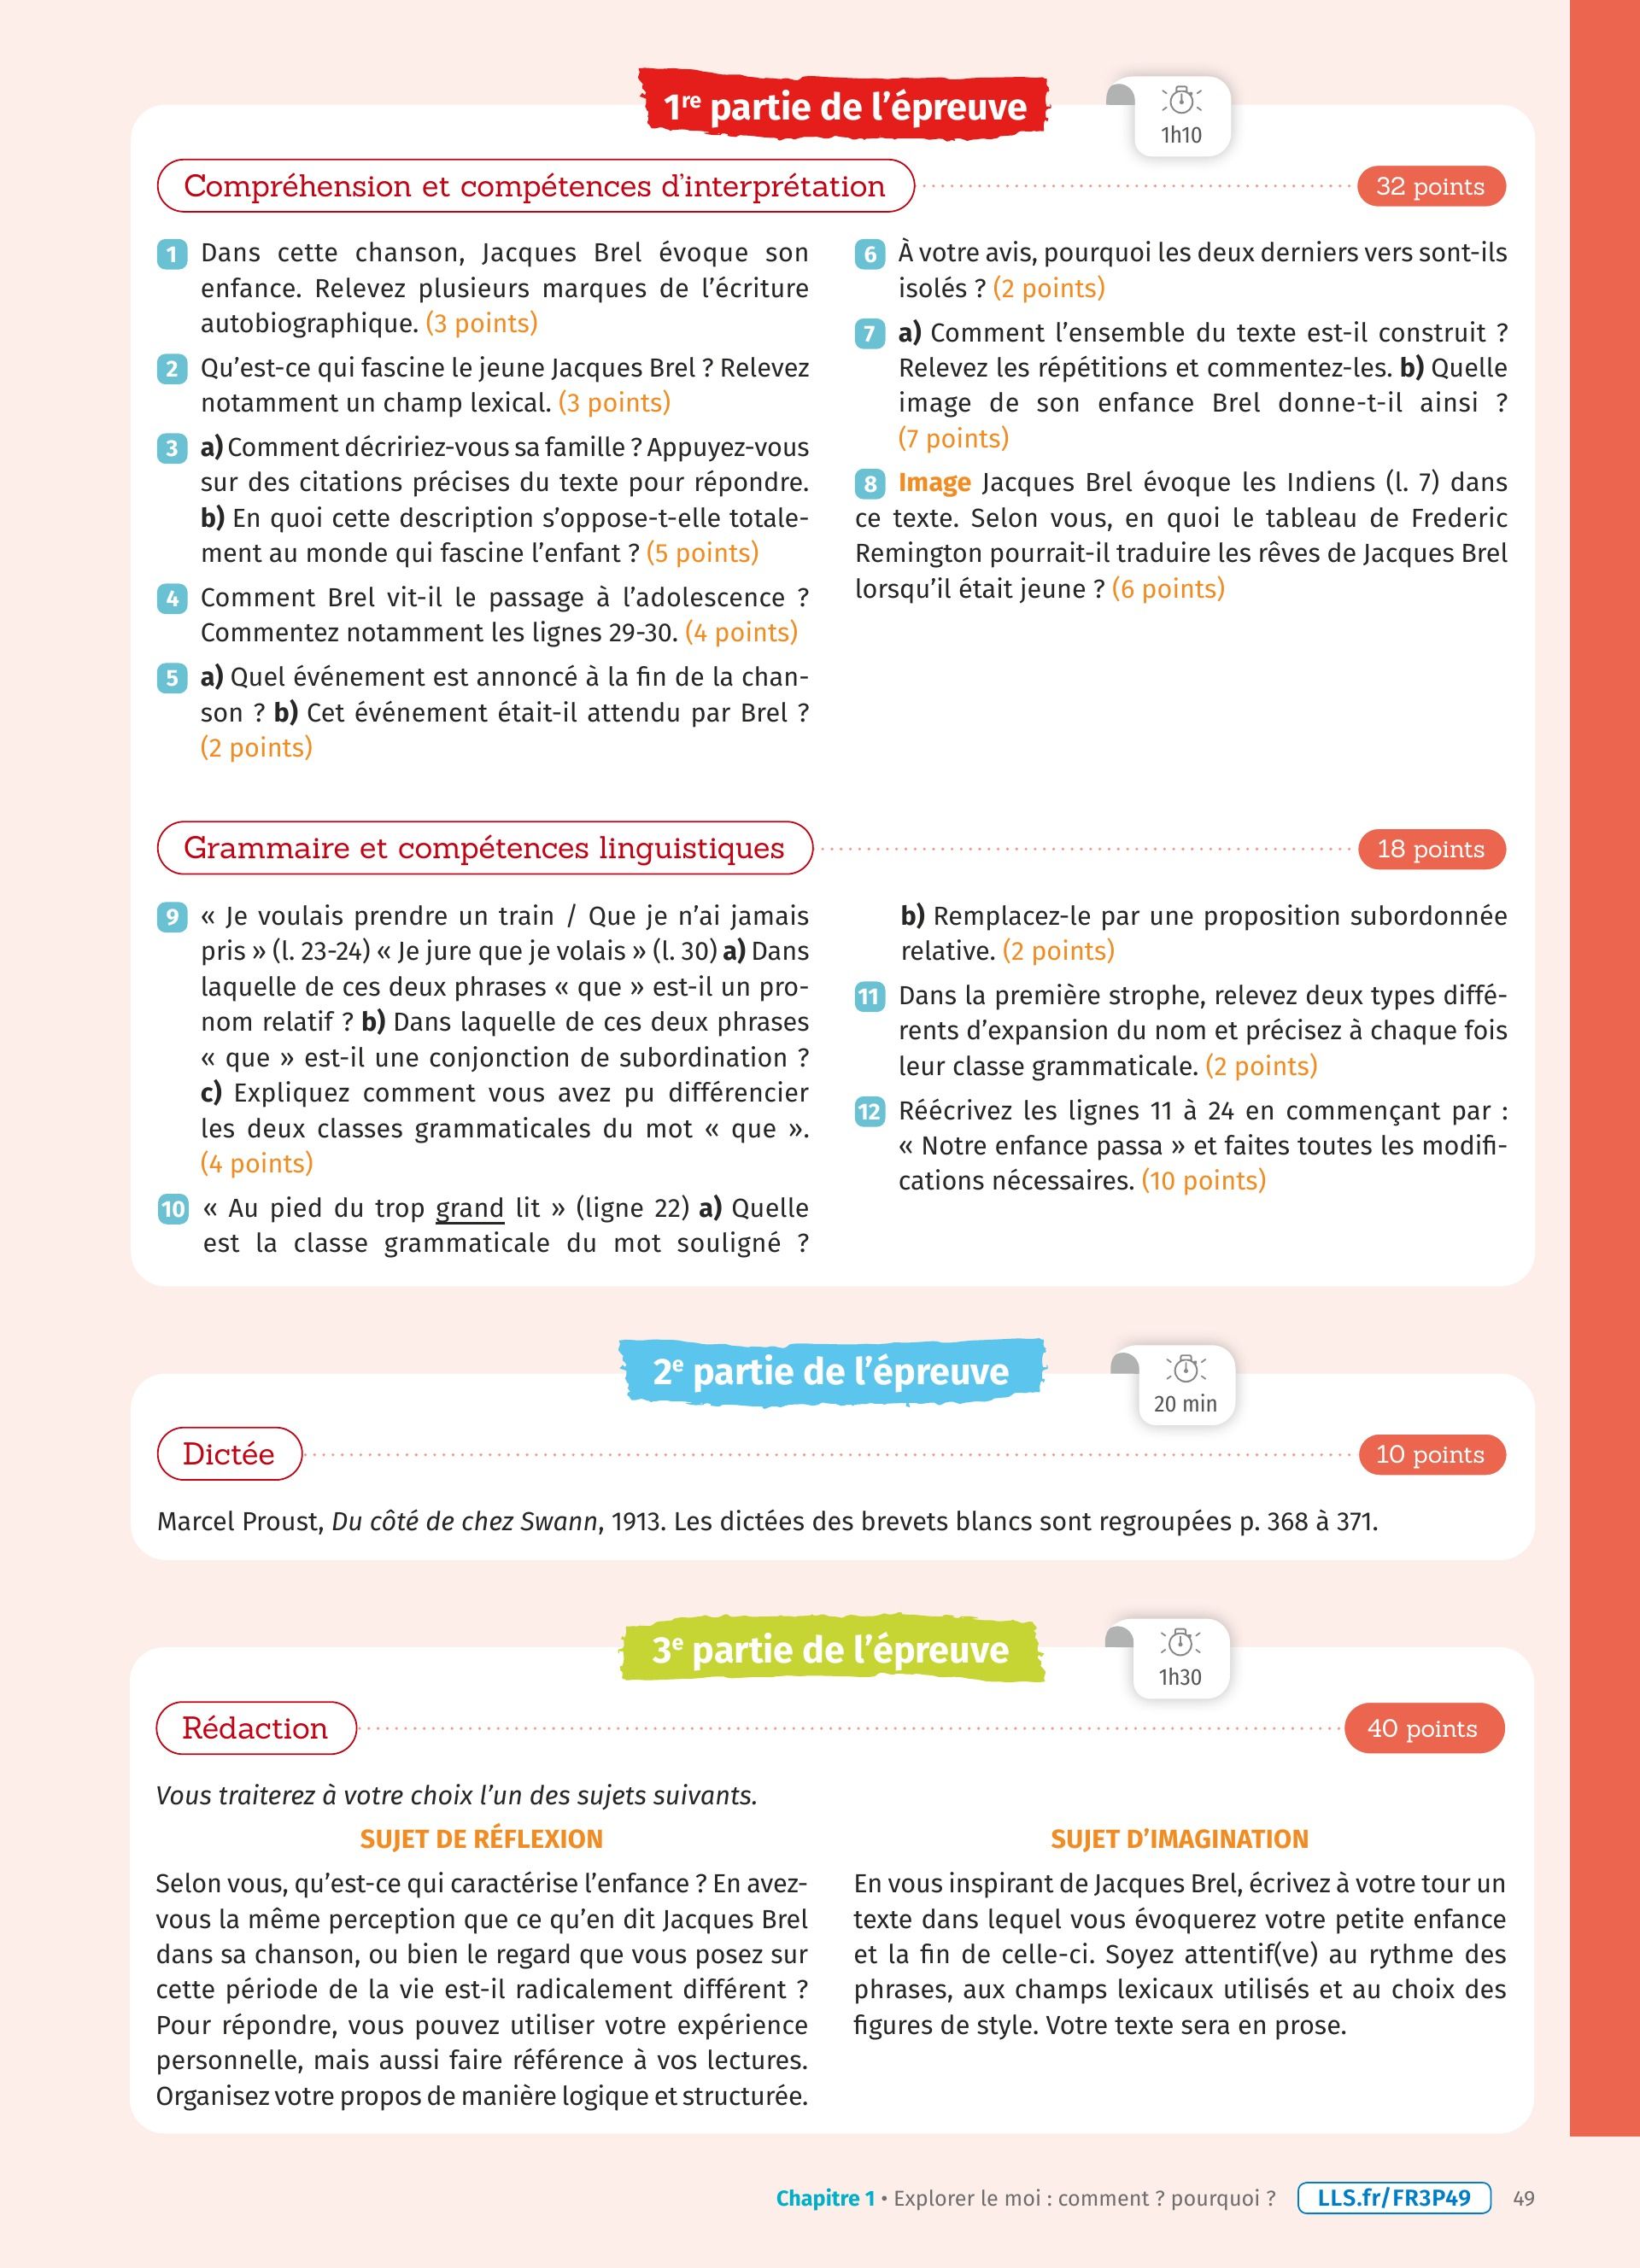 1re partie de l'épreuve
1h10
Compréhension et compétences d'interprétation
32 points
1 Dans cette chanson, Jacques Brel évoque son
enfance. Relevez plusieurs marques de l'écriture
autobiographique. (3 points)
2 Qu'est-ce qui fascine le jeune Jacques Brel ? Relevez
notamment un champ lexical. (3 points)
3 a) Comment décririez-vous sa famille ? Appuyez-vous
sur des citations précises du texte pour répondre.
b) En quoi cette description s'oppose-t-elle totale-
ment au monde qui fascine l'enfant ? (5 points)
4 Comment Brel vit-il le passage à l'adolescence ?
Commentez notamment les lignes 29-30. (4 points)
5 a) Quel événement est annoncé à la fin de la chan-
son ? b) Cet événement était-il attendu par Brel ?
(2 points)
6 À votre avis, pourquoi les deux derniers vers sont-ils
isolés ? (2 points)
7 a) Comment l'ensemble du texte est-il construit ?
Relevez les répétitions et commentez-les. b) Quelle
image de son enfance Brel donne-t-il ainsi ?
(7 points)
8 Image Jacques Brel évoque les Indiens (l. 7) dans
ce texte. Selon vous, en quoi le tableau de Frederic
Remington pourrait-il traduire les rêves de Jacques Brel
lorsqu'il était jeune ? (6 points)
Grammaire et compétences linguistiques
18 points
9 « Je voulais prendre un train / Que je n'ai jamais
pris » (l. 23-24) « Je jure que je volais » (l. 30) a) Dans
laquelle de ces deux phrases « que » est-il un pro-
nom relatif ? b) Dans laquelle de ces deux phrases
« que » est-il une conjonction de subordination ?
c) Expliquez comment vous avez pu différencier
les deux classes grammaticales du mot « que ».
(4 points)
10 « Au pied du trop grand lit » (ligne 22) a) Quelle
est la classe grammaticale du mot souligné ?
b) Remplacez-le par une proposition subordonnée
relative. (2 points)
11 Dans la première strophe, relevez deux types diffé-
rents d'expansion du nom et précisez à chaque fois
leur classe grammaticale. (2 points)
12 Réécrivez les lignes 11 à 24 en commençant par :
« Notre enfance passa » et faites toutes les modifi-
cations nécessaires. (10 points)
2e partie de l'épreuve
20 min
Dictée
10 points
Marcel Proust, Du côté de chez Swann, 1913. Les dictées des brevets blancs sont regroupées p. 368 à 371.
3e partie de l'épreuve
1h30
Rédaction
40 points
Vous traiterez à votre choix l'un des sujets suivants.
SUJET DE RÉFLEXION
Selon vous, qu'est-ce qui caractérise l'enfance ? En avez-
vous la même perception que ce qu'en dit Jacques Brel
dans sa chanson, ou bien le regard que vous posez sur
cette période de la vie est-il radicalement différent ?
Pour répondre, vous pouvez utiliser votre expérience
personnelle, mais aussi faire référence à vos lectures.
Organisez votre propos de manière logique et structurée.
SUJET D'IMAGINATION
En vous inspirant de Jacques Brel, écrivez à votre tour un
texte dans lequel vous évoquerez votre petite enfance
et la fin de celle-ci. Soyez attentif(ve) au rythme des
phrases, aux champs lexicaux utilisés et au choix des
figures de style. Votre texte sera en prose.
Chapitre 1 • Explorer le moi : comment ? pourquoi ? LLS.fr/FR3P49 49